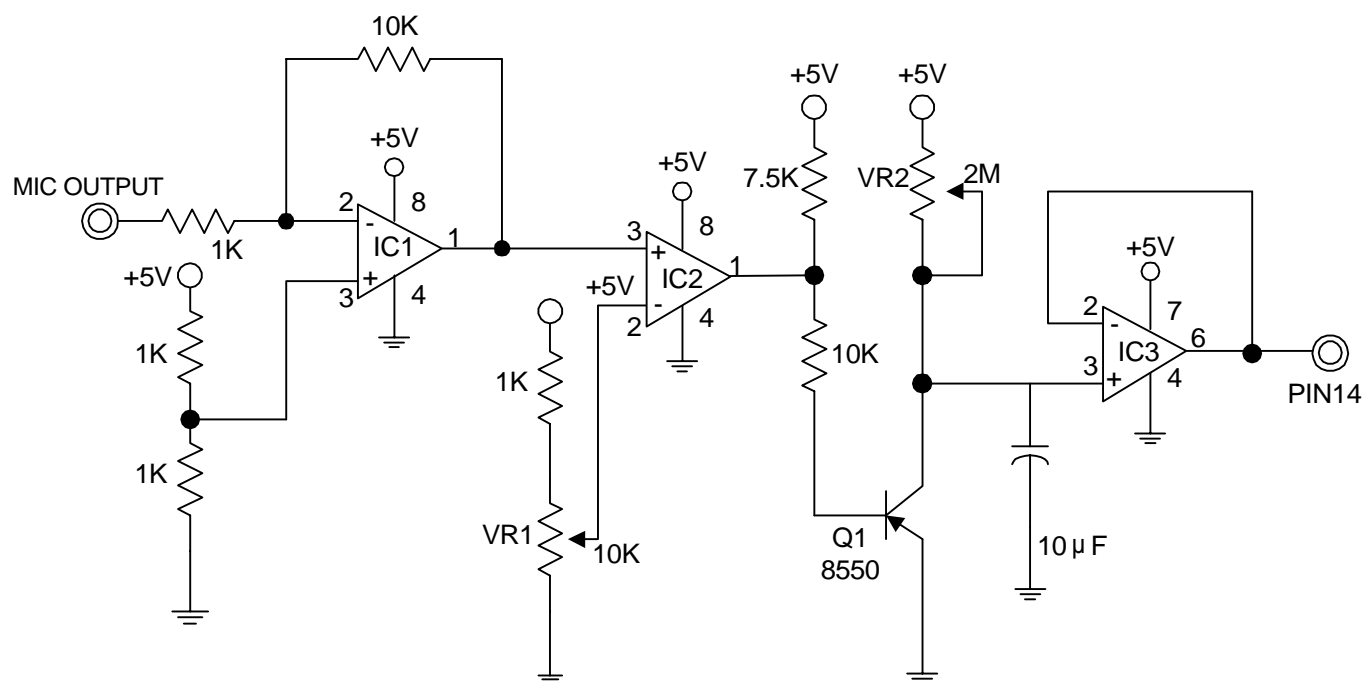 10K
+5V
+5V
+5V
+5V
MIC OUTPUT
7.5K
VR2
2M
2
8
8
1K
-
IC1
1
3
+
+5V
+
3
4
IC2
1
+5V
+5V
-
2
4
2
7
-
IC3
6
1K
10K
3
+
4
1K
PIN14
1K
VR1
10K
Q1
8550
10μF